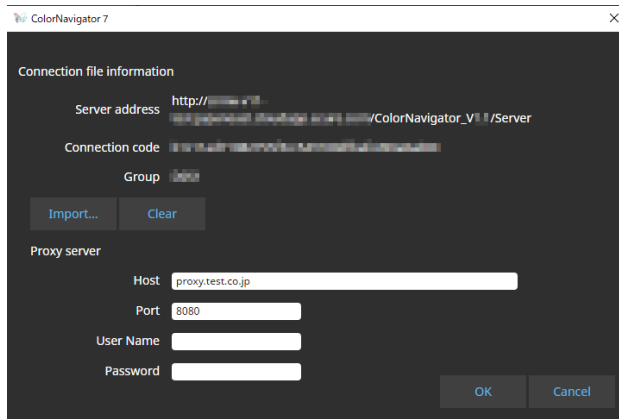 ColorNavigator 7
Connection file information
Server address
http://
/ColorNavigator_V /Server
Connection code
Group
Import...
Clear
Proxy server
Host
proxy.test.co.jp
Port
8080
User Name
Password
OK
Cancel